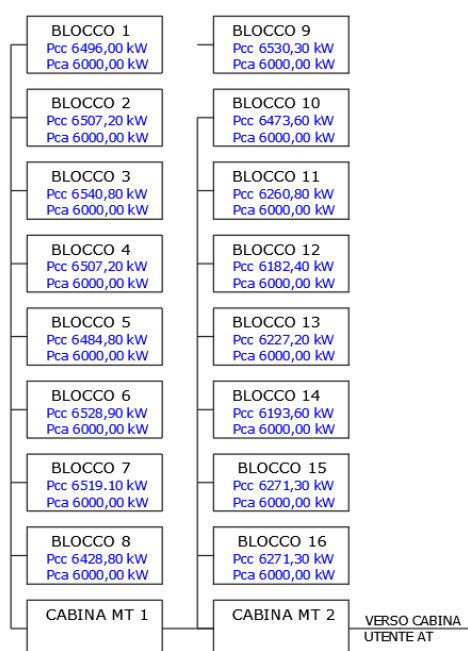 BLOCCO 1
Pcc 6496,00 kW
Pca 6000,00 kW
BLOCCO 2
Pcc 6507,20 kW
Pca 6000,00 kW
BLOCCO 3
Pcc 6540,80 kW
Pca 6000,00 kW
BLOCCO 4
Pcc 6507,20 kW
Pca 6000,00 kW
BLOCCO 5
Pcc 6484,80 kW
Pca 6000,00 kW
BLOCCO 6
Pcc 6528,90 kW
Pca 6000,00 kW
BLOCCO 7
Pcc 6519.10 kW
Pca 6000,00 kW
BLOCCO 8
Pcc 6428,80 kW
Pca 6000,00 kW
CABINA MT 1
BLOCCO 9
Pcc 6530,30 kW
Pca 6000,00 kW
BLOCCO 10
Pcc 6473,60 kW
Pca 6000,00 kW
BLOCCO 11
Pcc 6260,80 kW
Pca 6000,00 kW
BLOCCO 12
Pcc 6182,40 kW
Pca 6000,00 kW
BLOCCO 13
Pcc 6227,20 kW
Pca 6000,00 kW
BLOCCO 14
Pcc 6193,60 kW
Pca 6000,00 kW
BLOCCO 15
Pcc 6271,30 kW
Pca 6000,00 kW
BLOCCO 16
Pcc 6271,30 kW
Pca 6000,00 kW
CABINA MT 2
VERSO CABINA
UTENTE AT